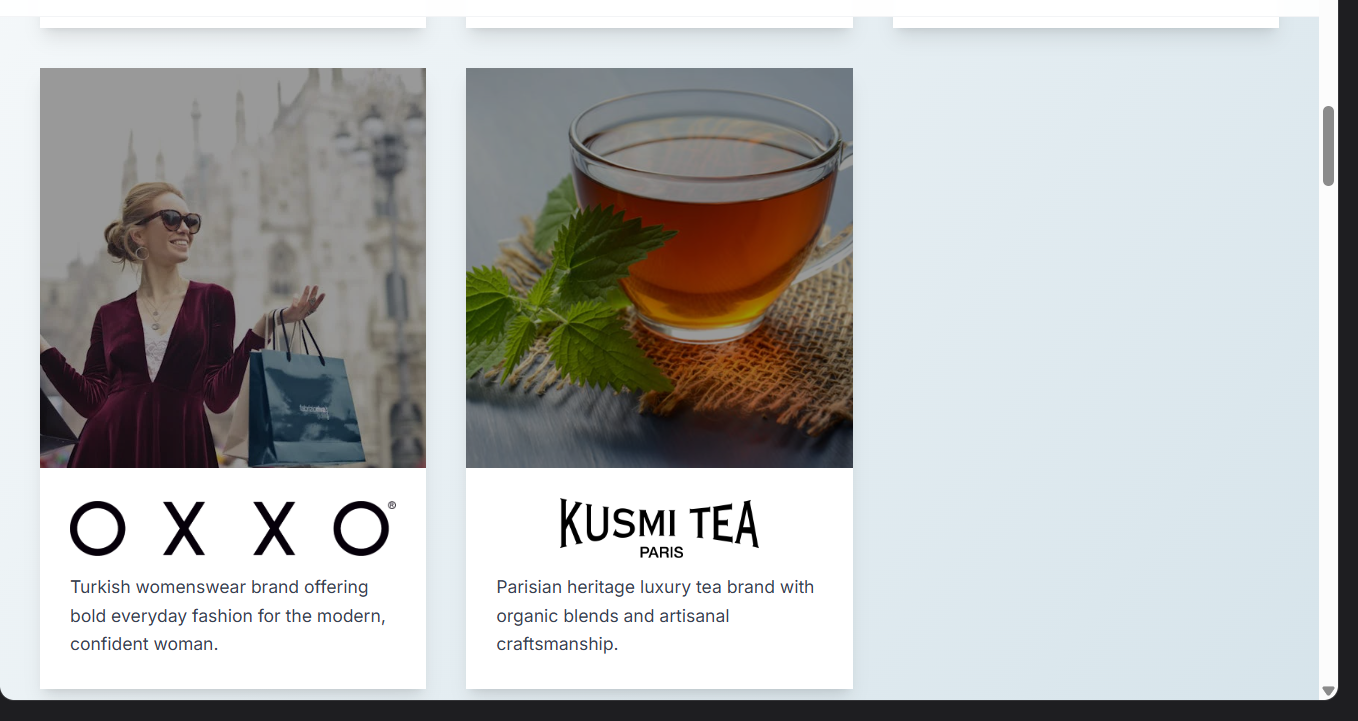 OXXO®
KUSMI TEA
PARIS
Turkish womenswear brand offering
bold everyday fashion for the modern,
confident woman.
Parisian heritage luxury tea brand with
organic blends and artisanal
craftsmanship.